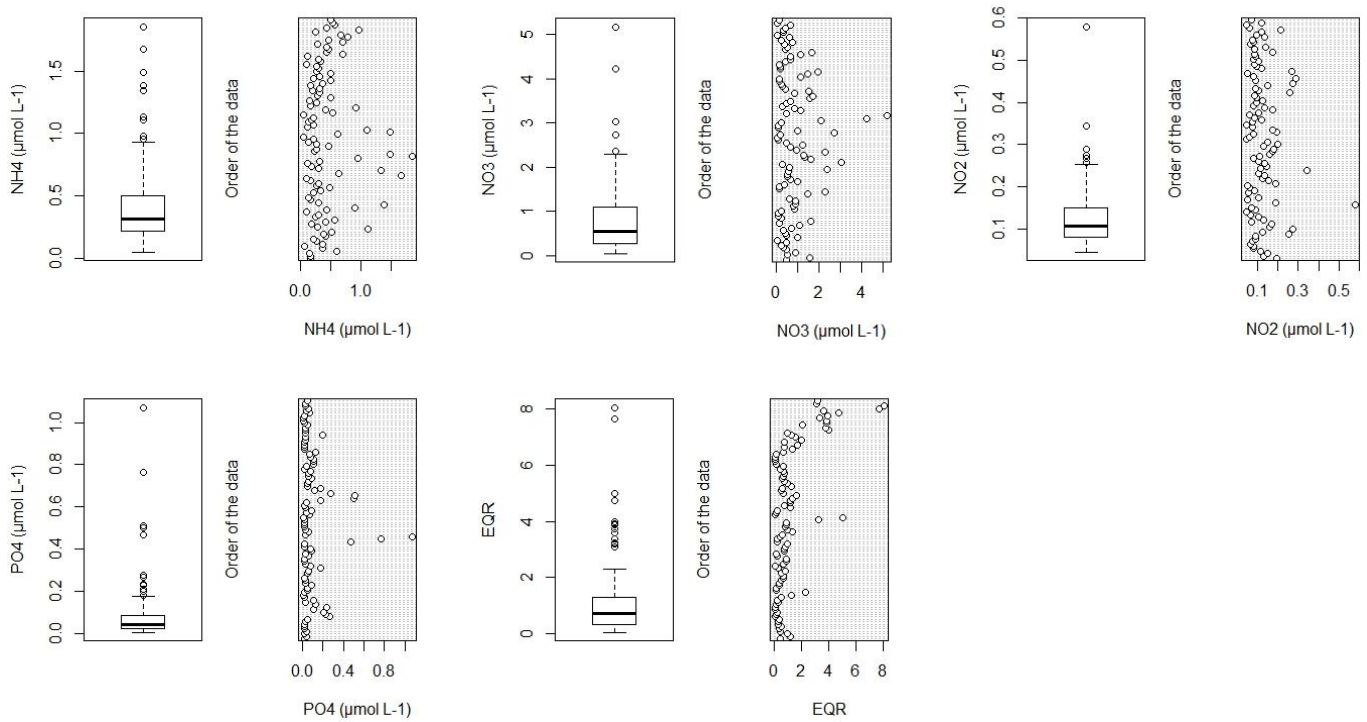 NH4 (µmol L-1)
0.0
0.5
1.0
1.5
Order of the data
0.0 1.0
NH4 (µmol L-1)
NO3 (µmol L-1)
0
1
2
3
4
5
Order of the data
0 2 4
NO3 (µmol L-1)
NO2 (µmol L-1)
0.1
0.2
0.3
0.4
0.5
0.6
Order of the data
0.1 0.3 0.5
NO2 (µmol L-1)
PO4 (µmol L-1)
0.0
0.2
0.4
0.6
0.8
1.0
Order of the data
0.0 0.4 0.8
PO4 (µmol L-1)
EQR
0
2
4
6
8
Order of the data
0 2 4 6 8
EQR